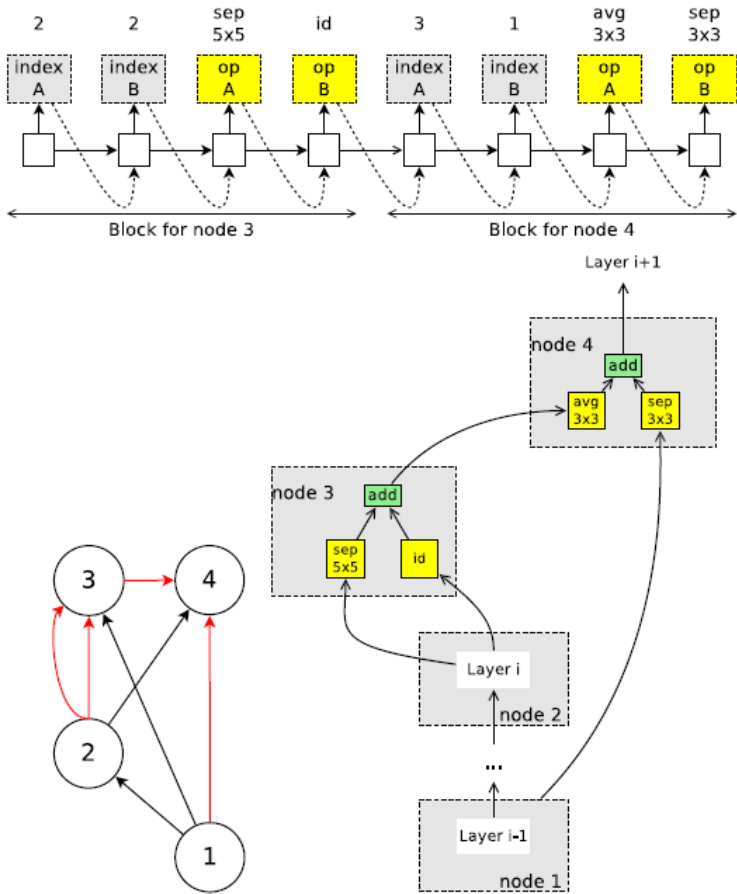 2 2 sep 5x5 id 3 1 avg 3x3 sep 3x3
index A index B op A op B index A index B op A op B
Block for node 3 Block for node 4
Layer i+1
node 4
add
avg 3x3 sep 3x3
node 3
add
sep 5x5 id
3 4
Layer i
node 2
2
...
1
Layer i-1
node 1